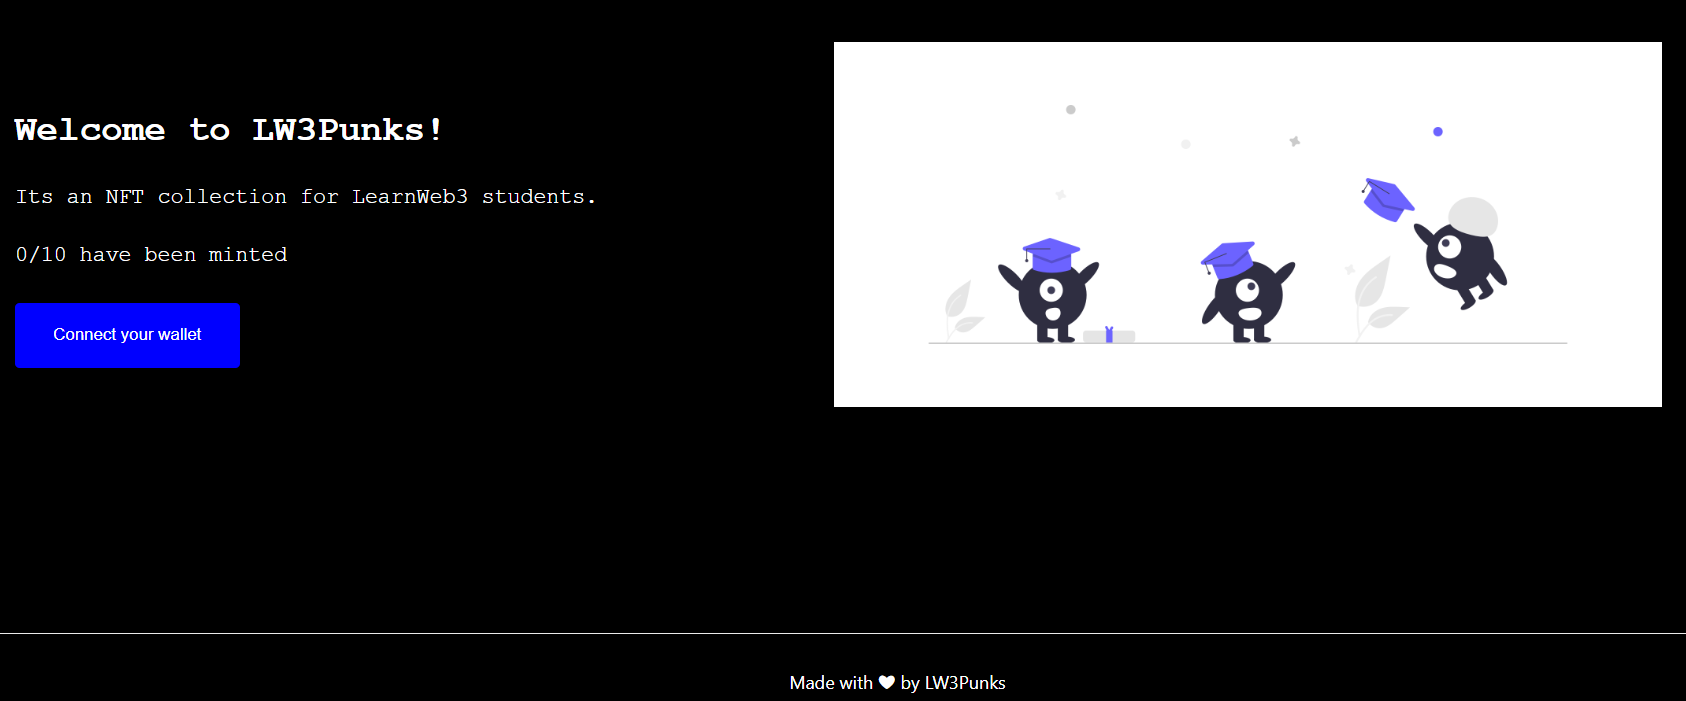 Welcome to LW3Punks!
Its an NFT collection for LearnWeb3 students.
0/10 have been minted
Connect your wallet
Made with ❤ by LW3Punks